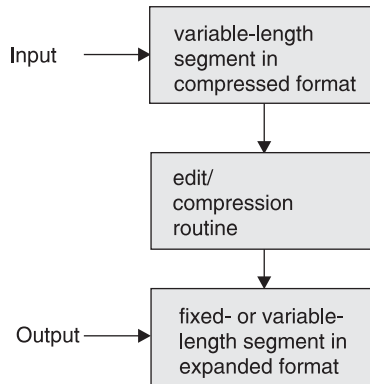 Input
variable-length
segment in
compressed format
edit/
compression
routine
Output
fixed- or variable-
length segment in
expanded format